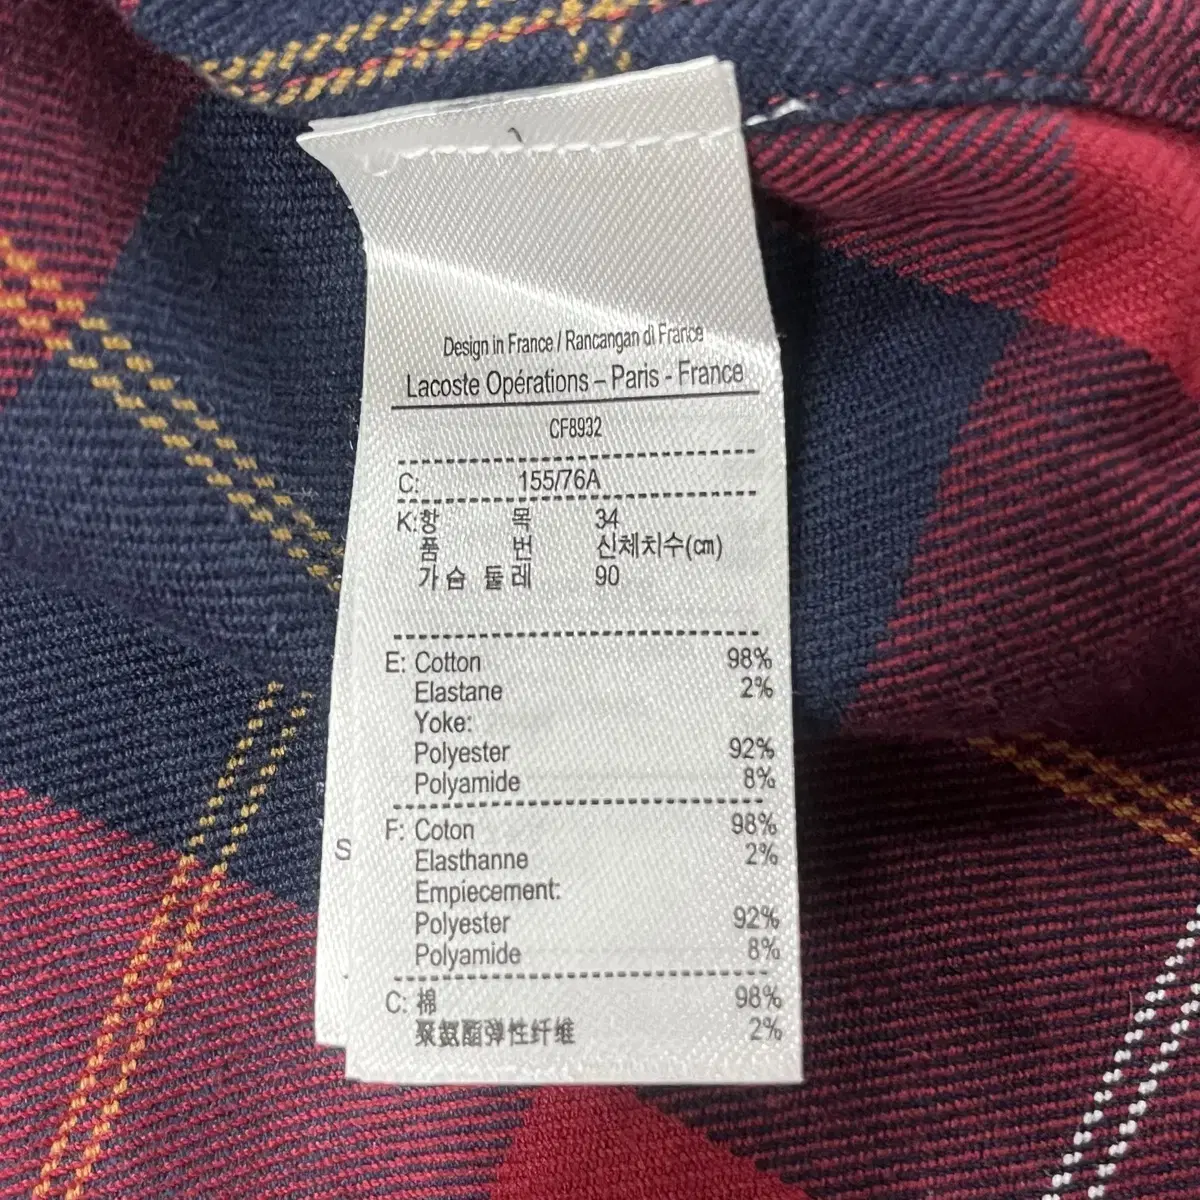 Design in France / Rancangan di France
Lacoste Opérations – Paris - France
CF8932
C: 155/76A
K: 항 목 34
품 번 신체치수(㎝)
가슴 둘레 90
E: Cotton 98%
Elastane 2%
Yoke:
Polyester 92%
Polyamide 8%
F: Coton 98%
Elasthanne 2%
Empiecement:
Polyester 92%
Polyamide 8%
C: 棉 98%
聚氨酯弹性纤维 2%
S